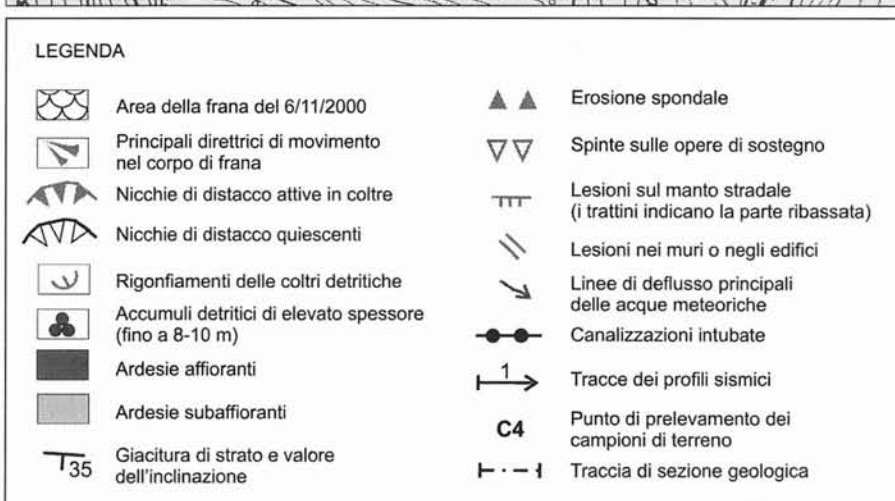 LEGENDA
Area della frana del 6/11/2000
Principali direttrici di movimento
nel corpo di frana
Nicchie di distacco attive in coltre
Nicchie di distacco quiescenti
Rigonfiamenti delle coltri detritiche
Accumuli detritici di elevato spessore
(fino a 8-10 m)
Ardesie affioranti
Ardesie subaffioranti
35
Giacitura di strato e valore
dell'inclinazione
Erosione spondale
Spinte sulle opere di sostegno
Lesioni sul manto stradale
(i trattini indicano la parte ribassata)
Lesioni nei muri o negli edifici
Linee di deflusso principali
delle acque meteoriche
Canalizzazioni intubate
1
Tracce dei profili sismici
C4
Punto di prelevamento dei
campioni di terreno
Traccia di sezione geologica